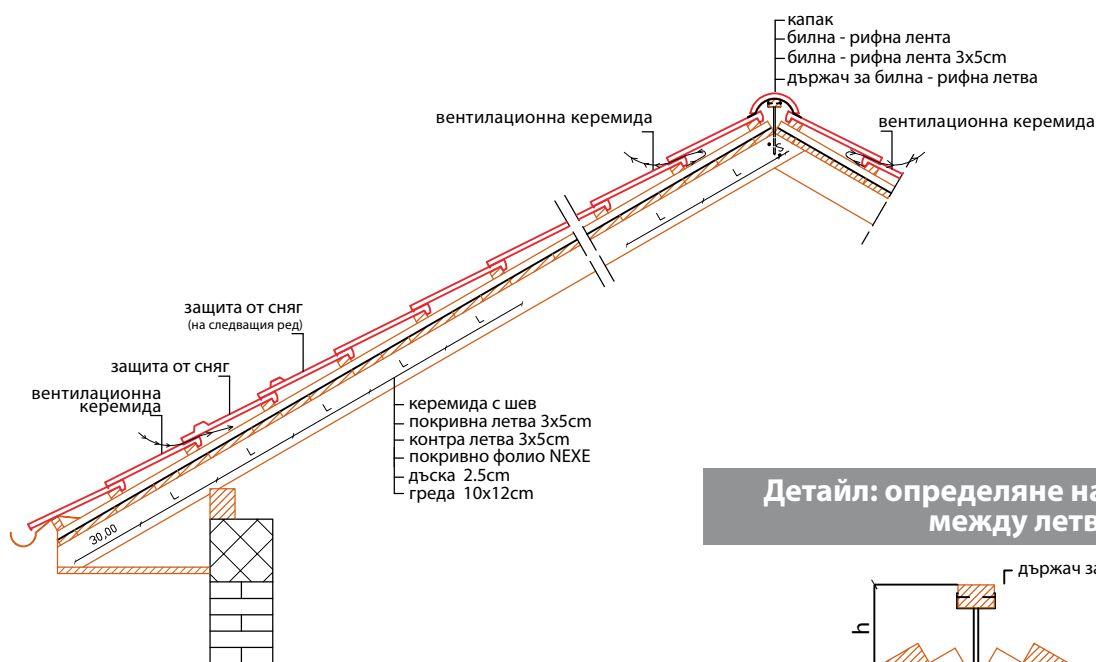 капак
билна - рифна лента
билна - рифна лента 3x5cm
държач за билна - рифна летва
вентилационна керемида
вентилационна керемида
S
L
L
защита от сняг
(на следващия ред)
L
L
защита от сняг
L
вентилационна
керемида
L
L
30,00
керемида с шев
покривна летва 3x5cm
контра летва 3x5cm
покривно фолио NEXE
дъска 2.5cm
греда 10x12cm
Детайл: определяне на
между летв
държач за
h